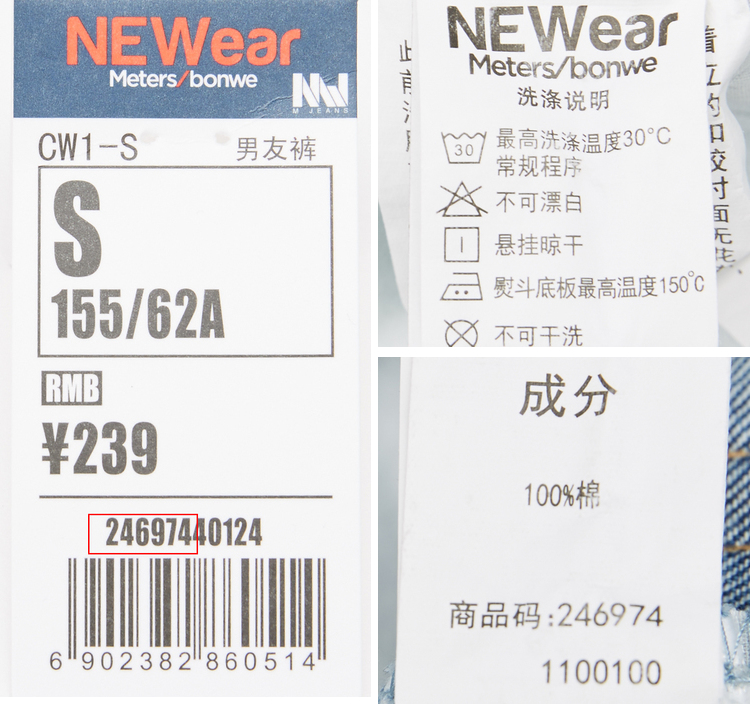 NEWear
Meters/bonwe
M JEANS
CW1-S 男友裤
S
155/62A
RMB
¥239
24697440124
6 902382 860514
NEWear
Meters/bonwe
洗涤说明
30
最高洗涤温度30°C
常规程序
不可漂白
悬挂晾干
熨斗底板最高温度150°C
不可干洗
成分
100%棉
商品码:246974
1100100